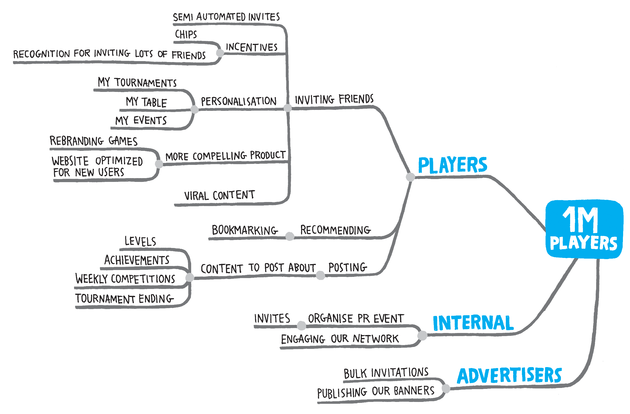 SEMI AUTOMATED INVITES
CHIPS
RECOGNITION FOR INVITING LOTS OF FRIENDS
INCENTIVES
MY TOURNAMENTS
MY TABLE
MY EVENTS
PERSONALISATION
INVITING FRIENDS
REBRANDING GAMES
WEBSITE OPTIMIZED
FOR NEW USERS
MORE COMPELLING PRODUCT
VIRAL CONTENT
PLAYERS
BOOKMARKING
RECOMMENDING
LEVELS
ACHIEVEMENTS
WEEKLY COMPETITIONS
TOURNAMENT ENDING
CONTENT TO POST ABOUT
POSTING
1M
PLAYERS
INVITES
ORGANISE PR EVENT
ENGAGING OUR NETWORK
INTERNAL
BULK INVITATIONS
PUBLISHING OUR BANNERS
ADVERTISERS